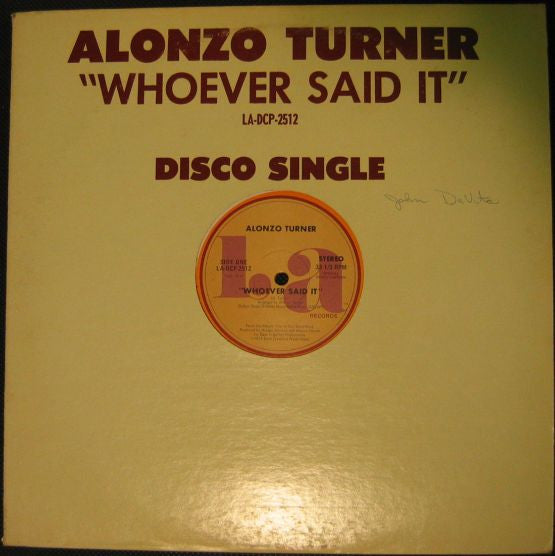 ALONZO TURNER
"WHOEVER SAID IT"
LA-DCP-2512
DISCO SINGLE
John DeVita
ALONZO TURNER
La
SIDE ONE
LA-DCP-2512
STEREO
33 1/3 RPM
"WHOEVER SAID IT"
RECORDS